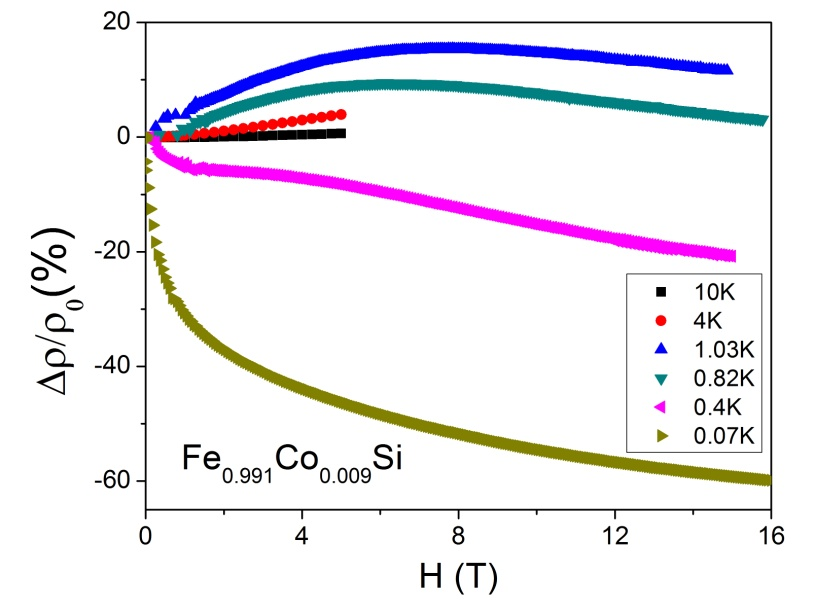 20
0
-20
-40
-60
Δρ/ρ₀(%)
10K
4K
1.03K
0.82K
0.4K
0.07K
Fe₀.₉₉₁Co₀.₀₀₉Si
0 4 8 12 16
H (T)